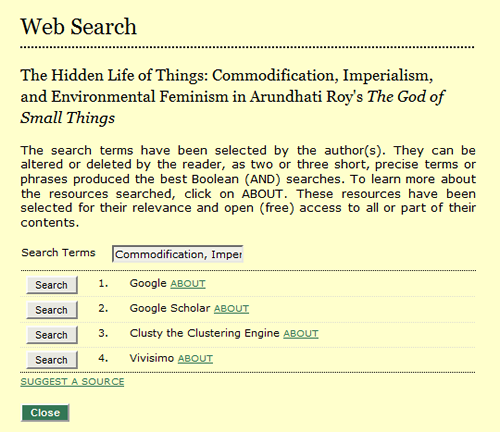 Web Search
The Hidden Life of Things: Commodification, Imperialism,
and Environmental Feminism in Arundhati Roy's The God of
Small Things
The search terms have been selected by the author(s). They can be
altered or deleted by the reader, as two or three short, precise terms or
phrases produced the best Boolean (AND) searches. To learn more about
the resources searched, click on ABOUT. These resources have been
selected for their relevance and open (free) access to all or part of their
contents.
Search Terms Commodification, Imper
Search 1. Google ABOUT
Search 2. Google Scholar ABOUT
Search 3. Clusty the Clustering Engine ABOUT
Search 4. Vivisimo ABOUT
SUGGEST A SOURCE
Close